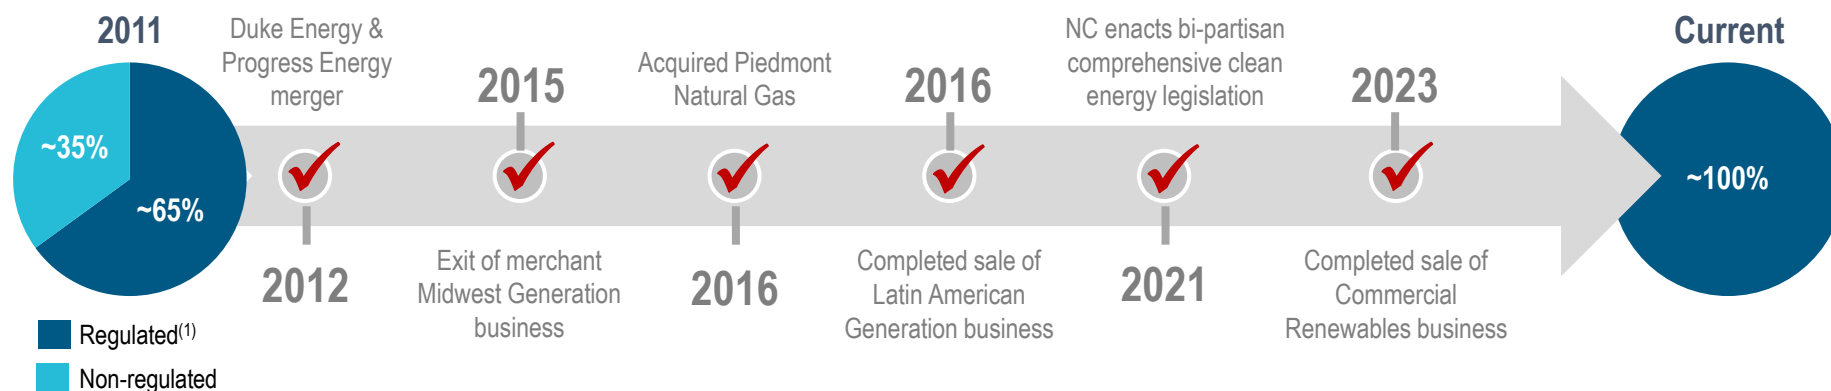 2011
~35%
~65%
Regulated(1)
Non-regulated
Duke Energy &
Progress Energy
merger
2012
2015
Exit of merchant
Midwest Generation
business
Acquired Piedmont
Natural Gas
2016
2016
Completed sale of
Latin American
Generation business
NC enacts bi-partisan
comprehensive clean
energy legislation
2021
2023
Completed sale of
Commercial
Renewables business
Current
~100%